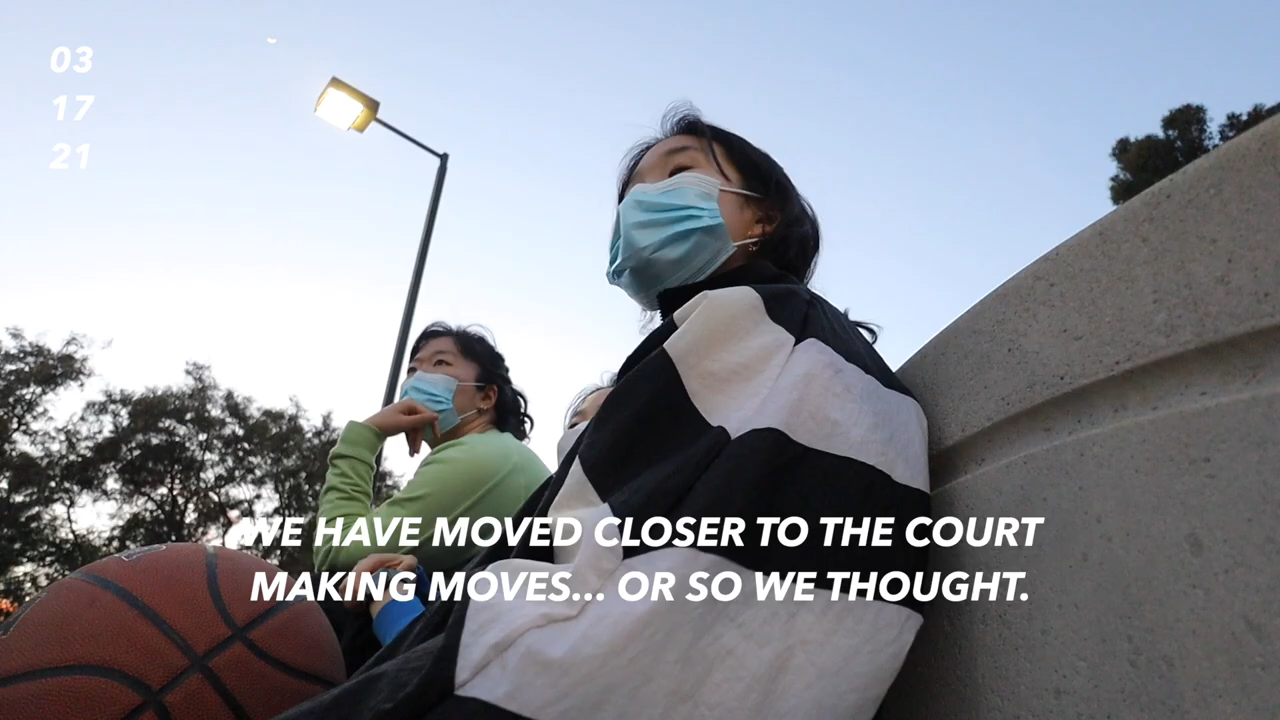 03
17
21
WE HAVE MOVED CLOSER TO THE COURT
MAKING MOVES... OR SO WE THOUGHT.